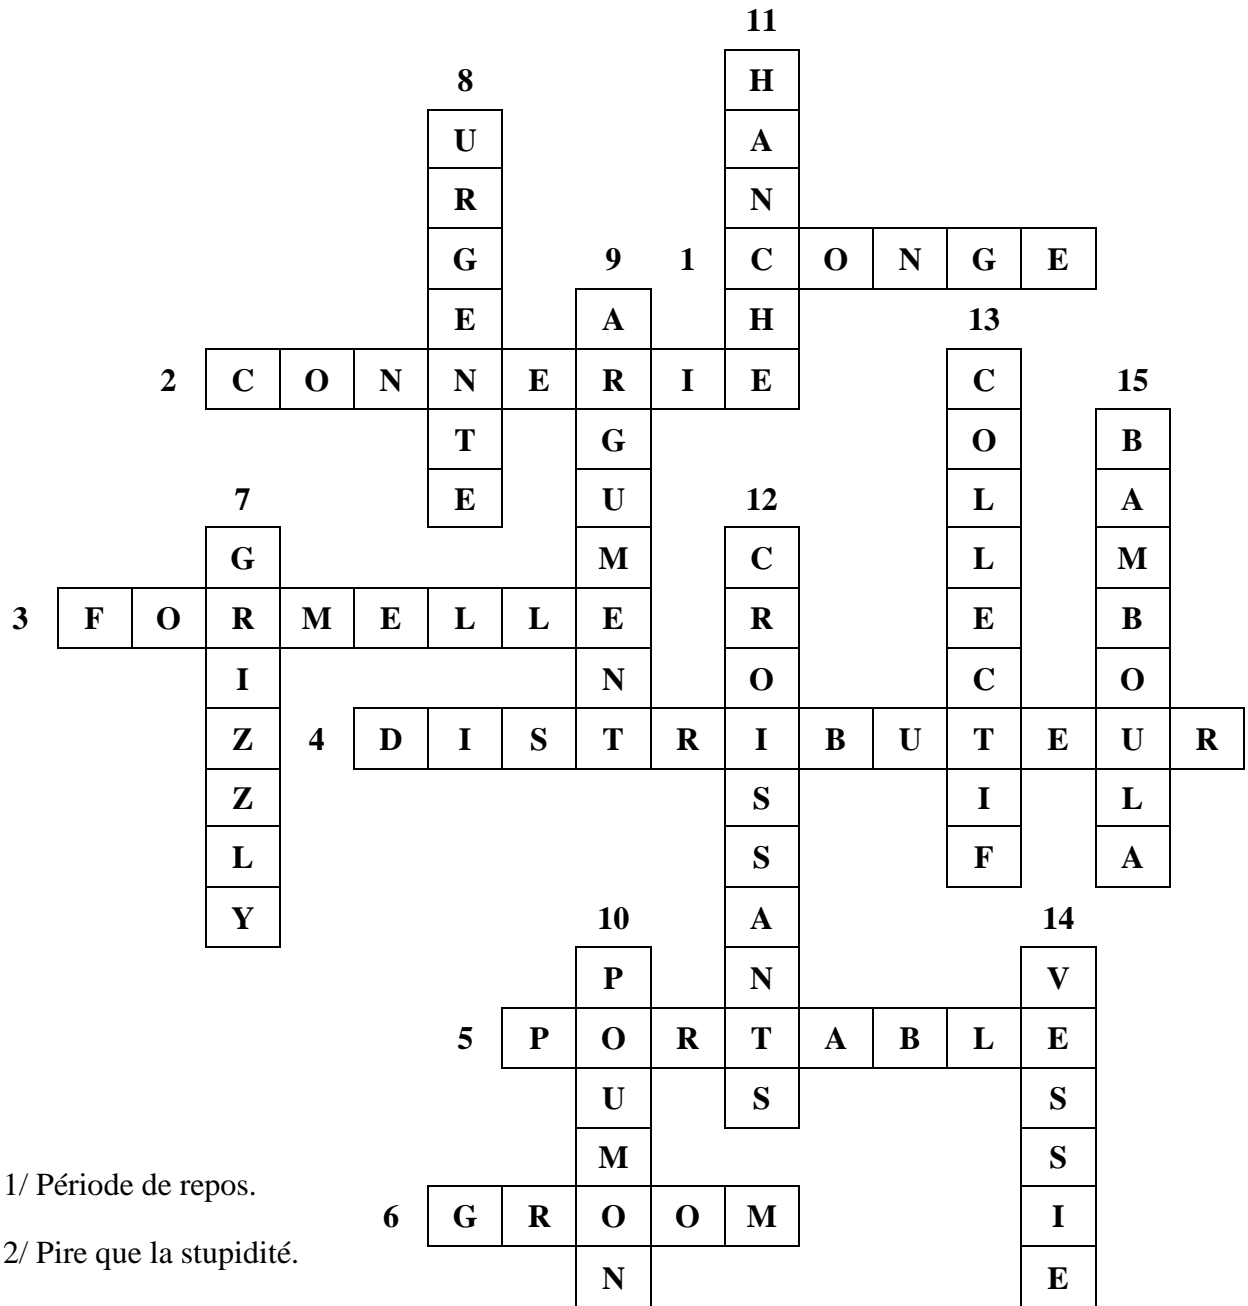 11
8 H
U A
R N
G 9 1 C O N G E
E A H 13
2 C O N N E R I E C 15
T G O B
7 E U 12 L A
G M C L M
3 F O R M E L L E R E B
I N O C O
Z 4 D I S T R I B U T E U R
Z S I L
L S F A
Y 10 A 14
P N V
5 P O R T A B L E
U S S
M S
1/ Période de repos.
6 G R O O M I
2/ Pire que la stupidité.
N E